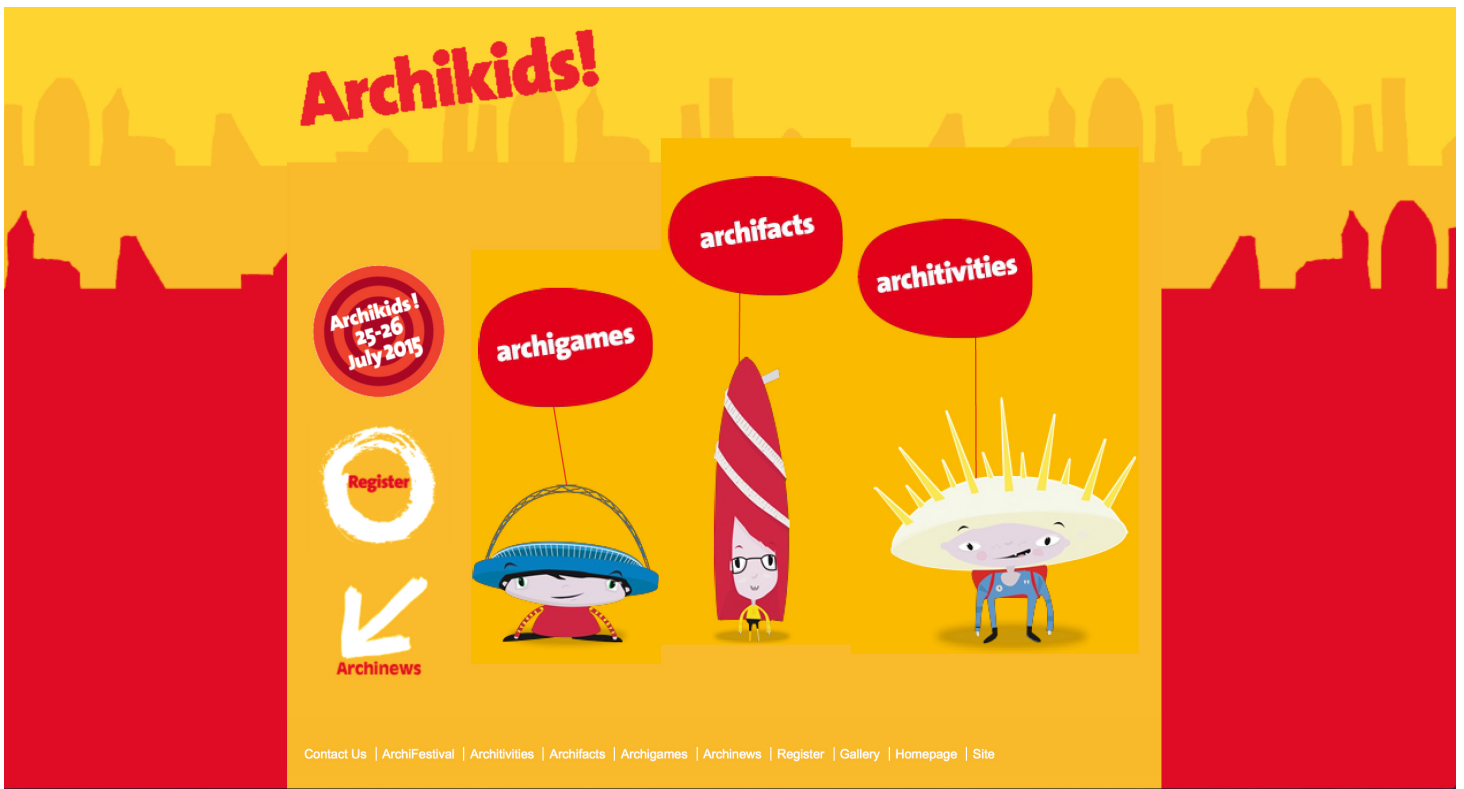 Archikids!
archifacts
architivities
archigames
Archikids!
25-26
July 2015
Register
Archinews
Contact Us | ArchiFestival | Architivities | Archifacts | Archigames | Archinews | Register | Gallery | Homepage | Site